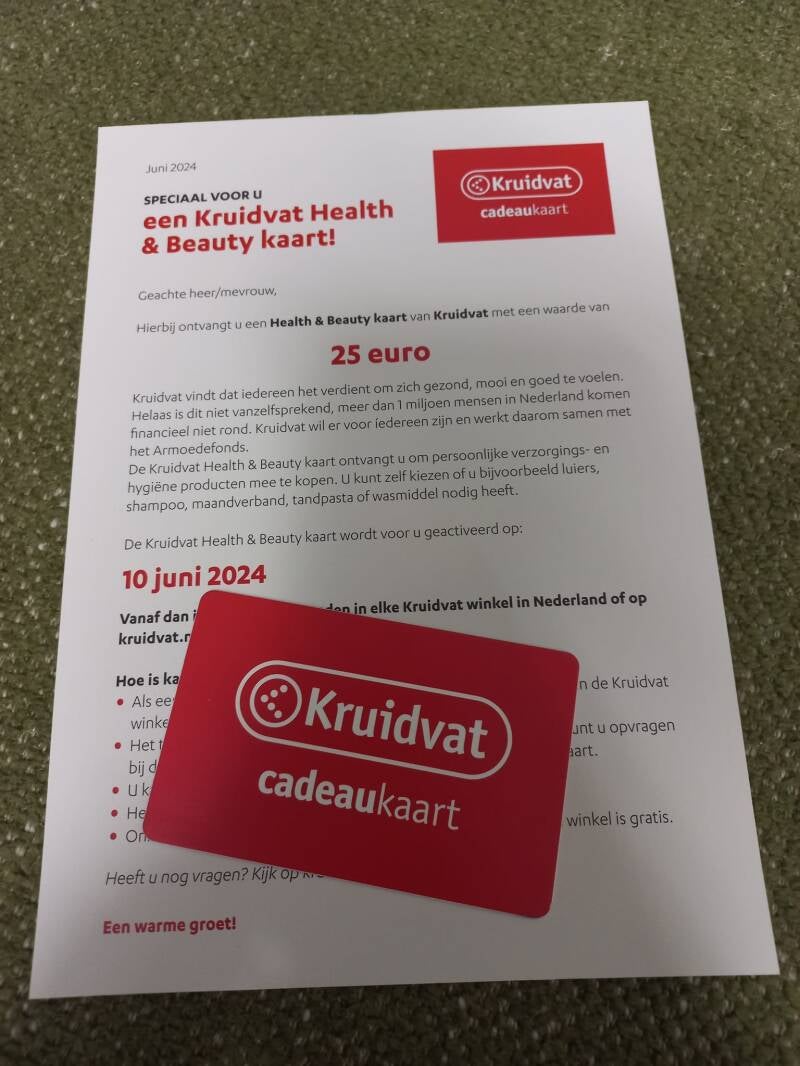 Juni 2024
SPECIAAL VOOR U
een Kruidvat Health
& Beauty kaart!
Kruidvat
cadeaukaart
Geachte heer/mevrouw,
Hierbij ontvangt u een Health & Beauty kaart van Kruidvat met een waarde van
25 euro
Kruidvat vindt dat iedereen het verdient om zich gezond, mooi en goed te voelen.
Helaas is dit niet vanzelfsprekend, meer dan 1 miljoen mensen in Nederland komen
financieel niet rond. Kruidvat wil er voor iedereen zijn en werkt daarom samen met
het Armoedefonds.
De Kruidvat Health & Beauty kaart ontvangt u om persoonlijke verzorgings- en
hygiëne producten mee te kopen. U kunt zelf kiezen of u bijvoorbeeld luiers,
shampoo, maandverband, tandpasta of wasmiddel nodig heeft.
De Kruidvat Health & Beauty kaart wordt voor u geactiveerd op:
10 juni 2024
Vanaf dan in elke Kruidvat winkel in Nederland of op
kruidvat.n
Hoe is ka
Als ee n de Kruidvat
winke
Het t unt u opvragen
bij d aart.
U k
He winkel is gratis.
On
Heeft u nog vragen? Kijk op
Een warme groet!
Kruidvat
cadeaukaart